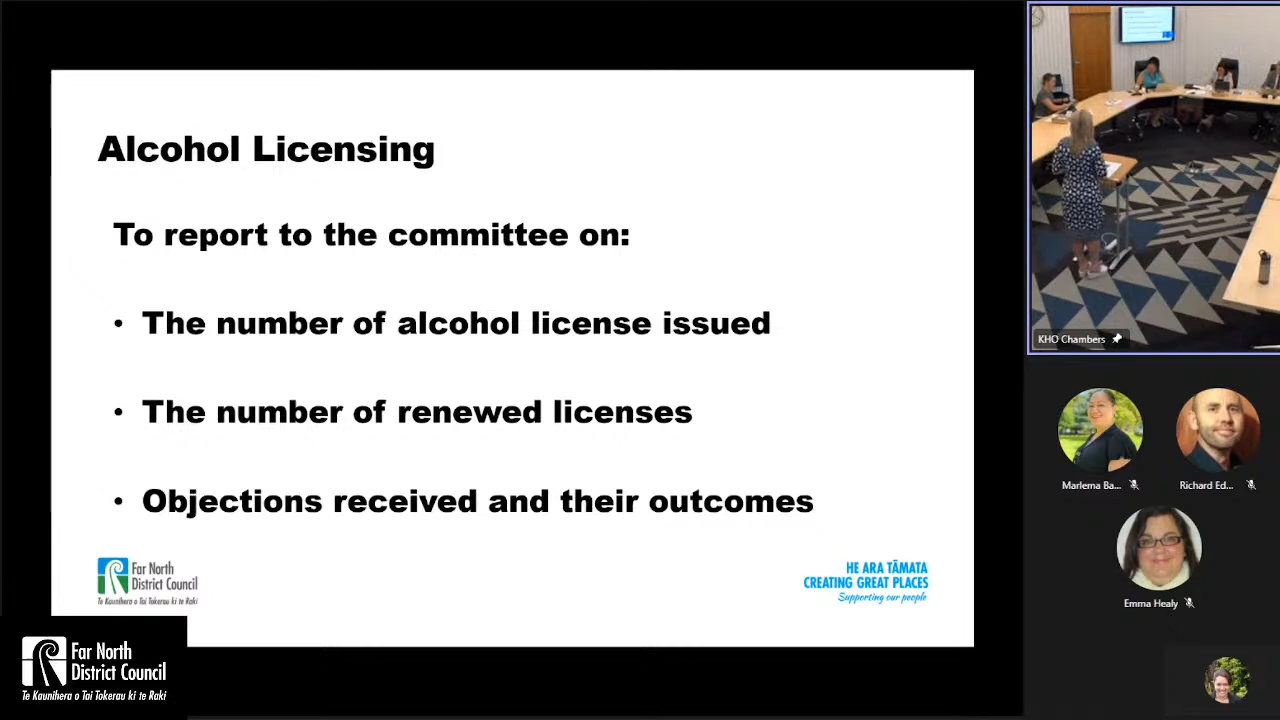 Alcohol Licensing
To report to the committee on:
• The number of alcohol license issued
• The number of renewed licenses
• Objections received and their outcomes
Far North
District Council
Te Kaunihera o Tai Tokerau ki te Raki
HE ARA TĀMATA
CREATING GREAT PLACES
Supporting our people
KHO Chambers
Marlema Ba...
Richard Ed...
Emma Healy
Far North
District Council
Te Kaunihera o Tai Tokerau ki te Raki